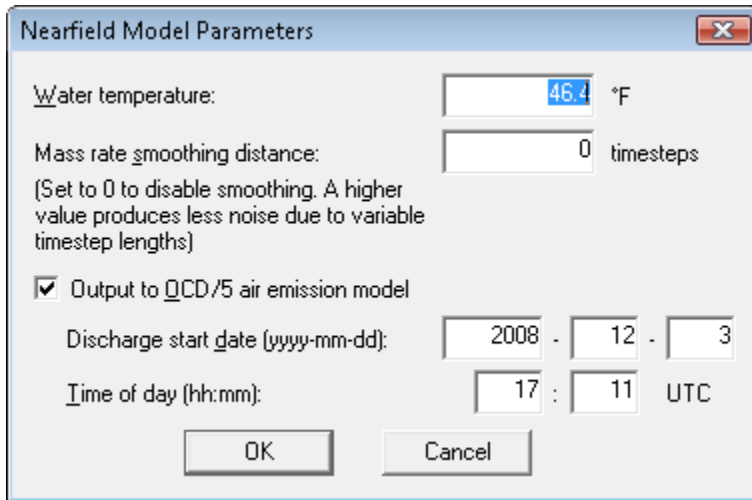 Nearfield Model Parameters
Water temperature: 46.4 °F
Mass rate smoothing distance: 0 timesteps
(Set to 0 to disable smoothing. A higher
value produces less noise due to variable
timestep lengths)
Output to OCD/5 air emission model
Discharge start date (yyyy-mm-dd): 2008 - 12 - 3
Time of day (hh:mm): 17 : 11 UTC
OK Cancel